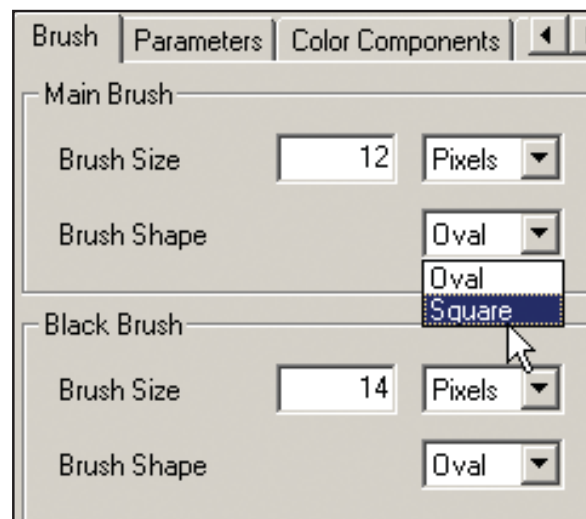 Brush Parameters Color Components
Main Brush
Brush Size 12 Pixels
Brush Shape Oval
Oval
Square
Black Brush
Brush Size 14 Pixels
Brush Shape Oval